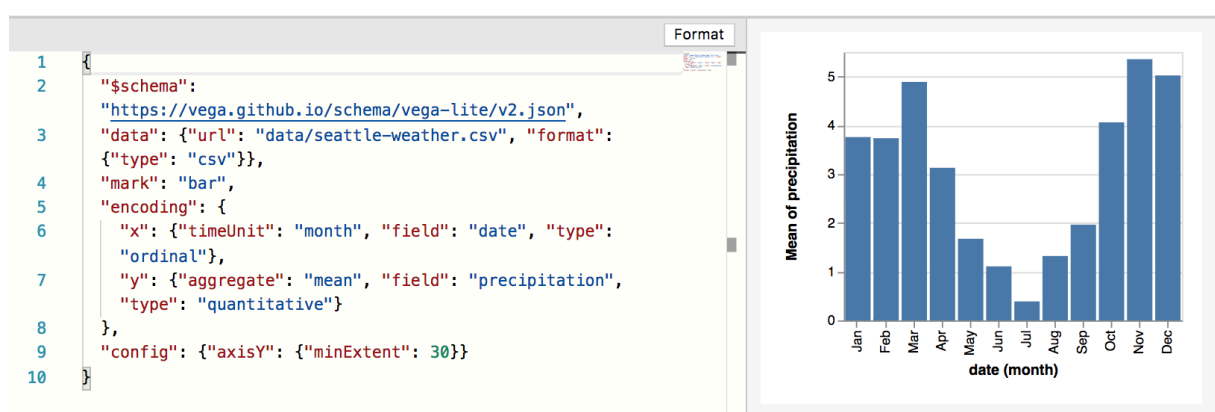 Format
1 {
2 "$schema":
"https://vega.github.io/schema/vega-lite/v2.json",
3 "data": {"url": "data/seattle-weather.csv", "format":
{"type": "csv"}},
4 "mark": "bar",
5 "encoding": {
6 "x": {"timeUnit": "month", "field": "date", "type":
"ordinal"},
7 "y": {"aggregate": "mean", "field": "precipitation",
"type": "quantitative"}
8 },
9 "config": {"axisY": {"minExtent": 30}}
10 }
Mean of precipitation
5
4
3
2
1
0
Jan Feb Mar Apr May Jun Jul Aug Sep Oct Nov Dec
date (month)